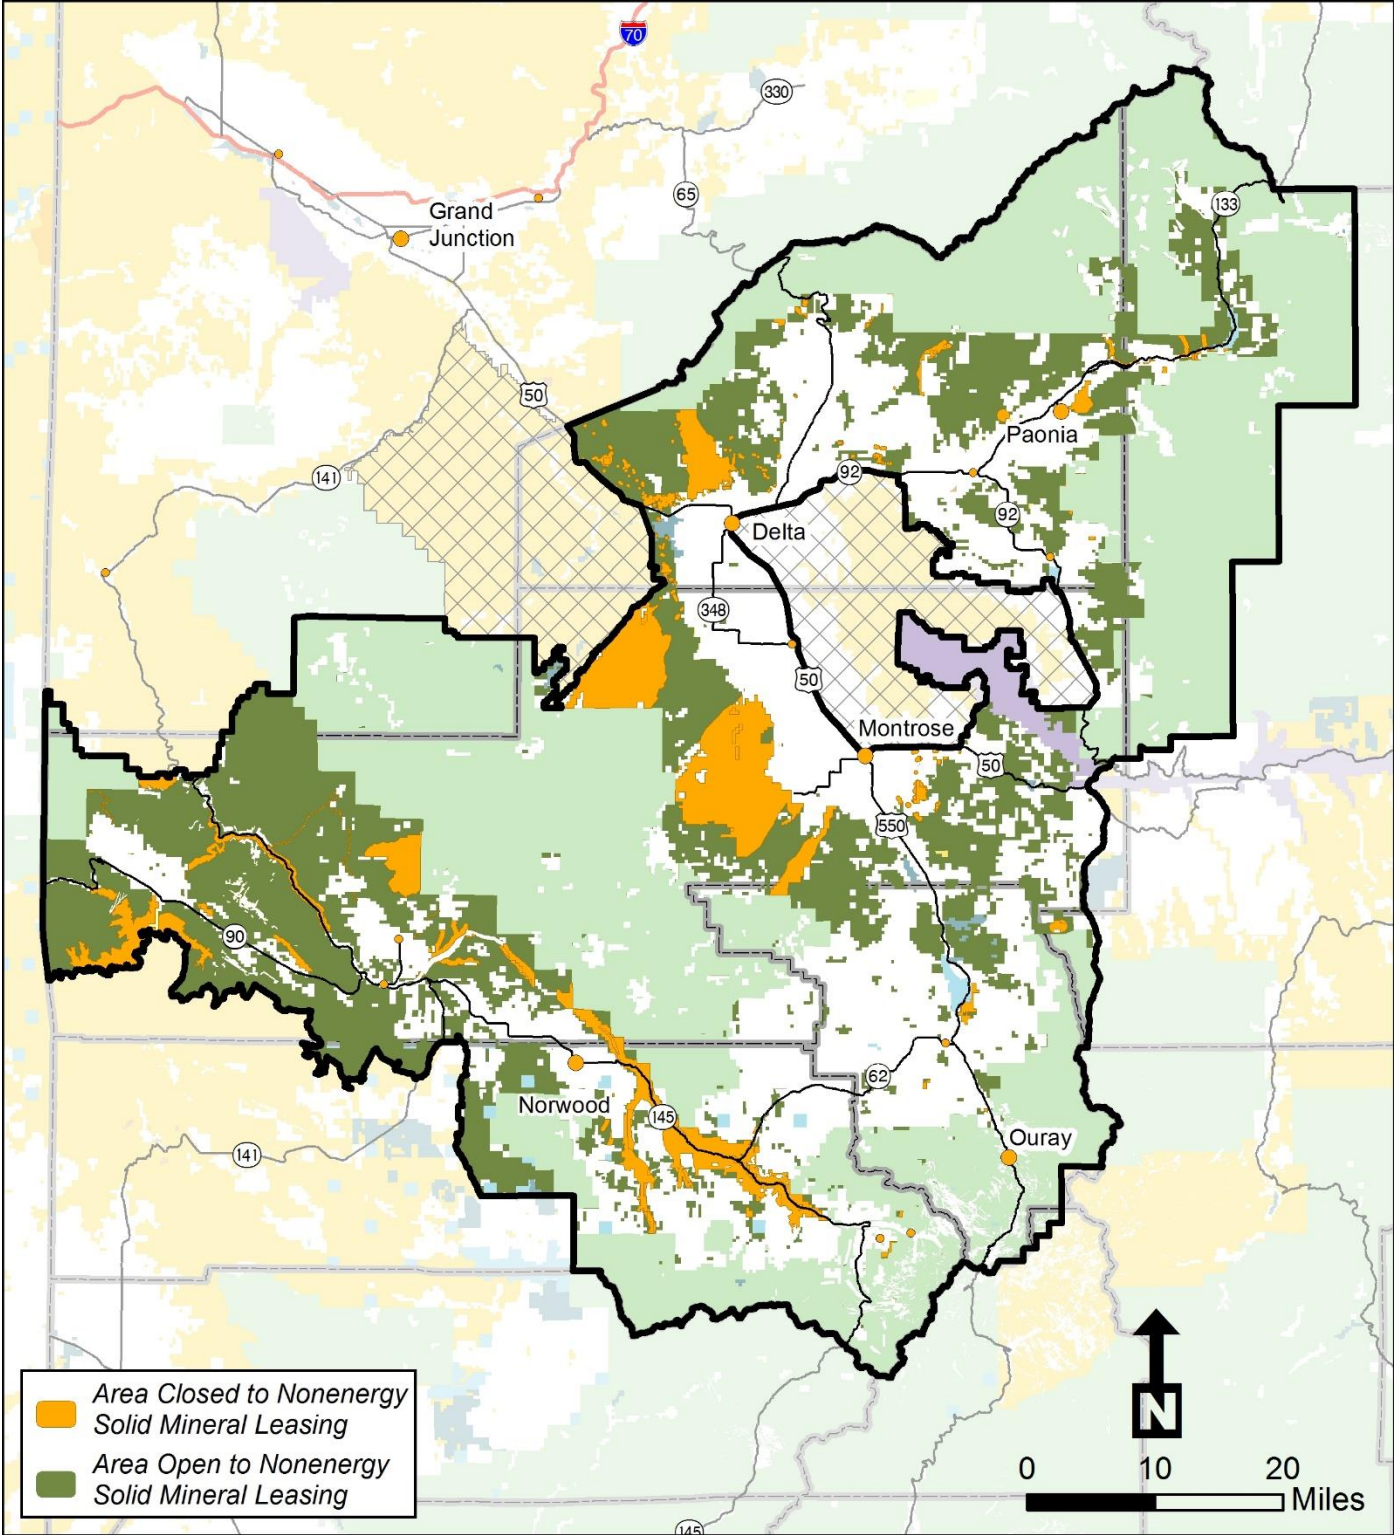 70
330
65
133
Grand
Junction
50
141
Paonia
92
92
Delta
348
50
Montrose
50
550
90
62
Norwood
145
Ouray
141
Area Closed to Nonenergy
Solid Mineral Leasing
Area Open to Nonenergy
Solid Mineral Leasing
N
0 10 20
Miles
145